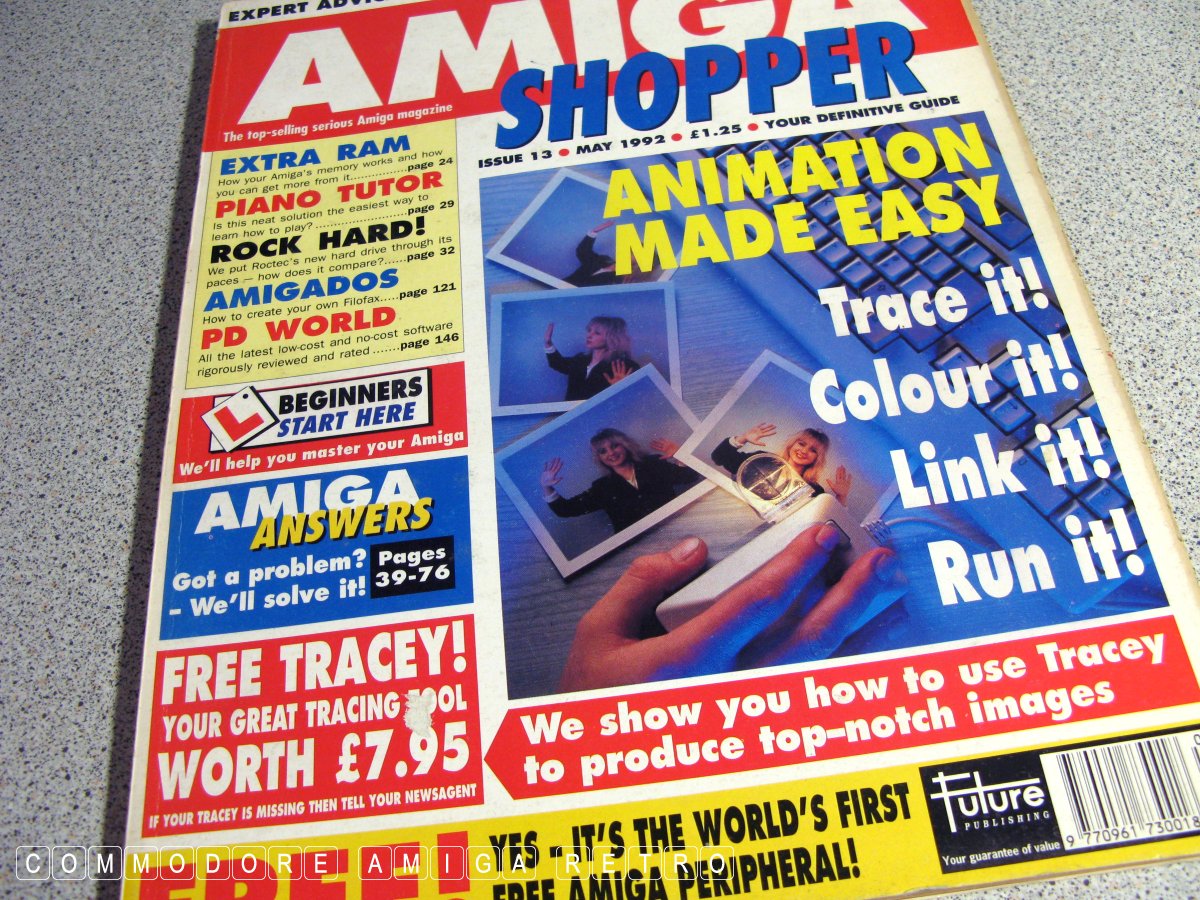 EXPERT ADVIC
AMIGA
SHOPPER
The top-selling serious Amiga magazine
ISSUE 13 • MAY 1992 • £1.25 • YOUR DEFINITIVE GUIDE
EXTRA RAM
How your Amiga's memory works and how
you can get more from it...............page 24
PIANO TUTOR
Is this neat solution the easiest way to
learn how to play? ........................page 29
ROCK HARD!
We put Roctec's new hard drive through its
paces — how does it compare?......page 32
AMIGADOS
How to create your own Filofax.....page 121
PD WORLD
All the latest low-cost and no-cost software
rigorously reviewed and rated .......page 146
L
BEGINNERS
START HERE
We'll help you master your Amiga
AMIGA
ANSWERS
Got a problem?
– We'll solve it!
Pages
39-76
FREE TRACEY!
YOUR GREAT TRACING TOOL
WORTH £7.95
IF YOUR TRACEY IS MISSING THEN TELL YOUR NEWSAGENT
ANIMATION
MADE EASY
Trace it!
Colour it!
Link it!
Run it!
We show you how to use Tracey
to produce top–notch images
FREE!
YES – IT'S THE WORLD'S FIRST
FREE AMIGA PERIPHERAL!
Future
PUBLISHING
Your guarantee of value
9 770961 730018
COMMODORE AMIGA RETRO